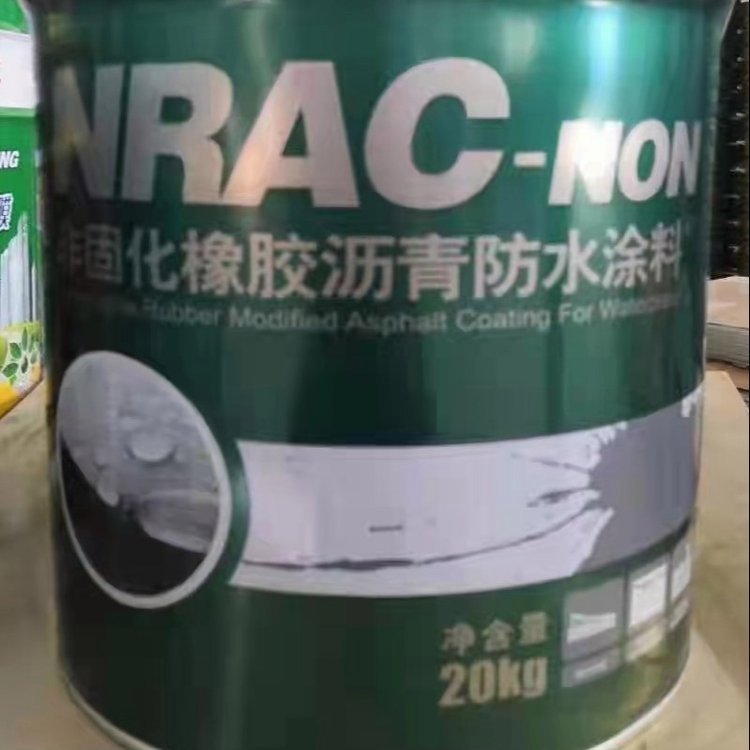 NRAC-NON
非固化橡胶沥青防水涂料
Rubber Modified Asphalt Coating For
净含量
20kg
NG